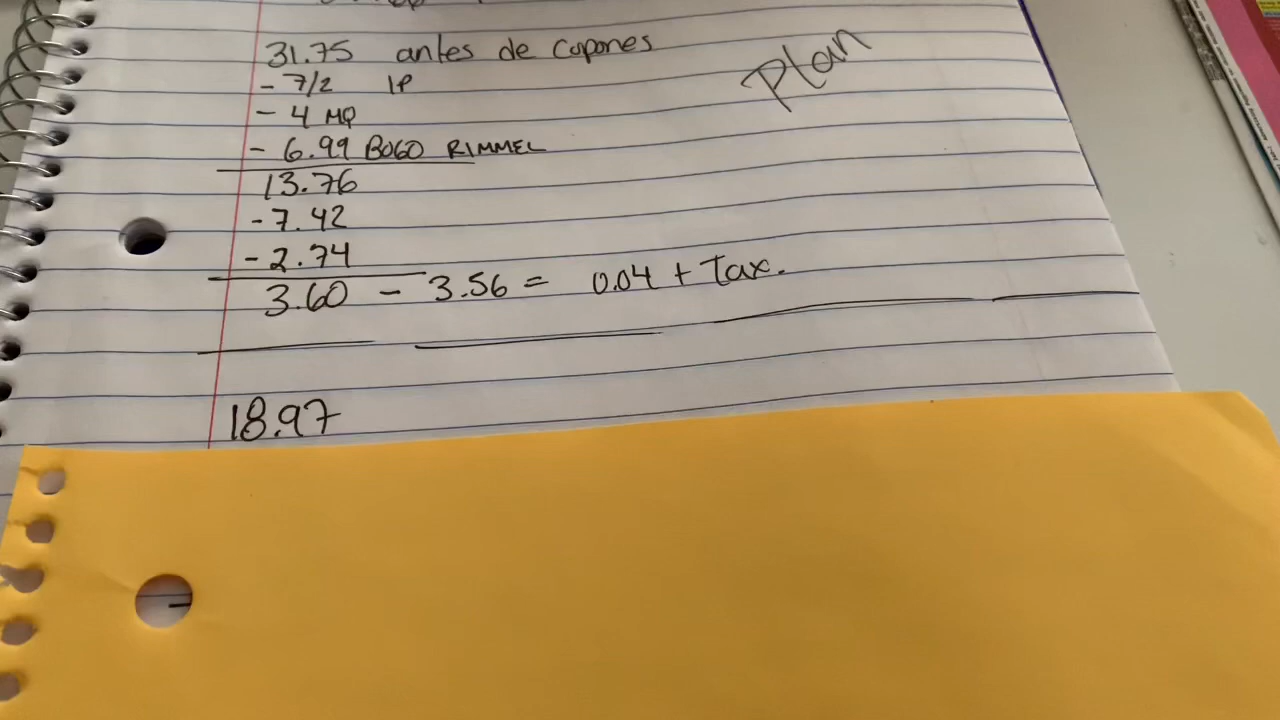 31.75 antes de cupones
- 7/2 IP
- 4 MQ
- 6.99 BOGO RIMMEL
13.76
- 7.42
- 2.74
3.60 - 3.56 = 0.04 + Tax.
18.97
Plan